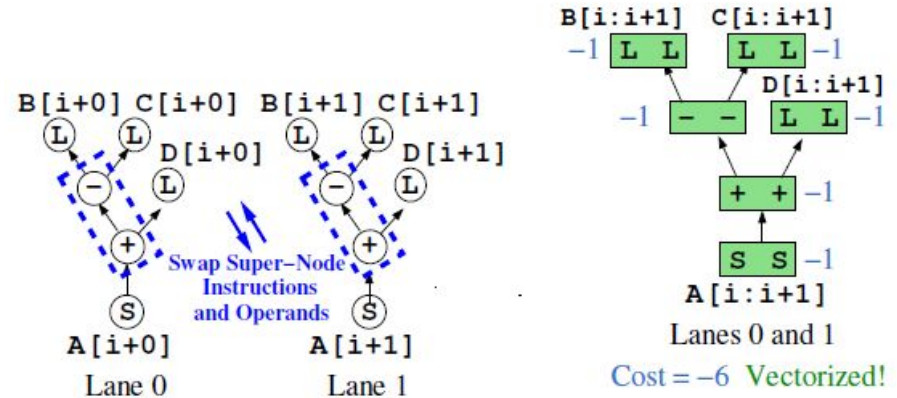 B[i+0] C[i+0]
L L
D[i+0]
− L
+
S
A[i+0]
Lane 0
Swap Super−Node
Instructions
and Operands
B[i+1] C[i+1]
L L
D[i+1]
− L
+
S
A[i+1]
Lane 1
B[i:i+1] C[i:i+1]
−1 L L L L −1
D[i:i+1]
−1 − − L L −1
+ + −1
S S −1
A[i:i+1]
Lanes 0 and 1
Cost = −6 Vectorized!